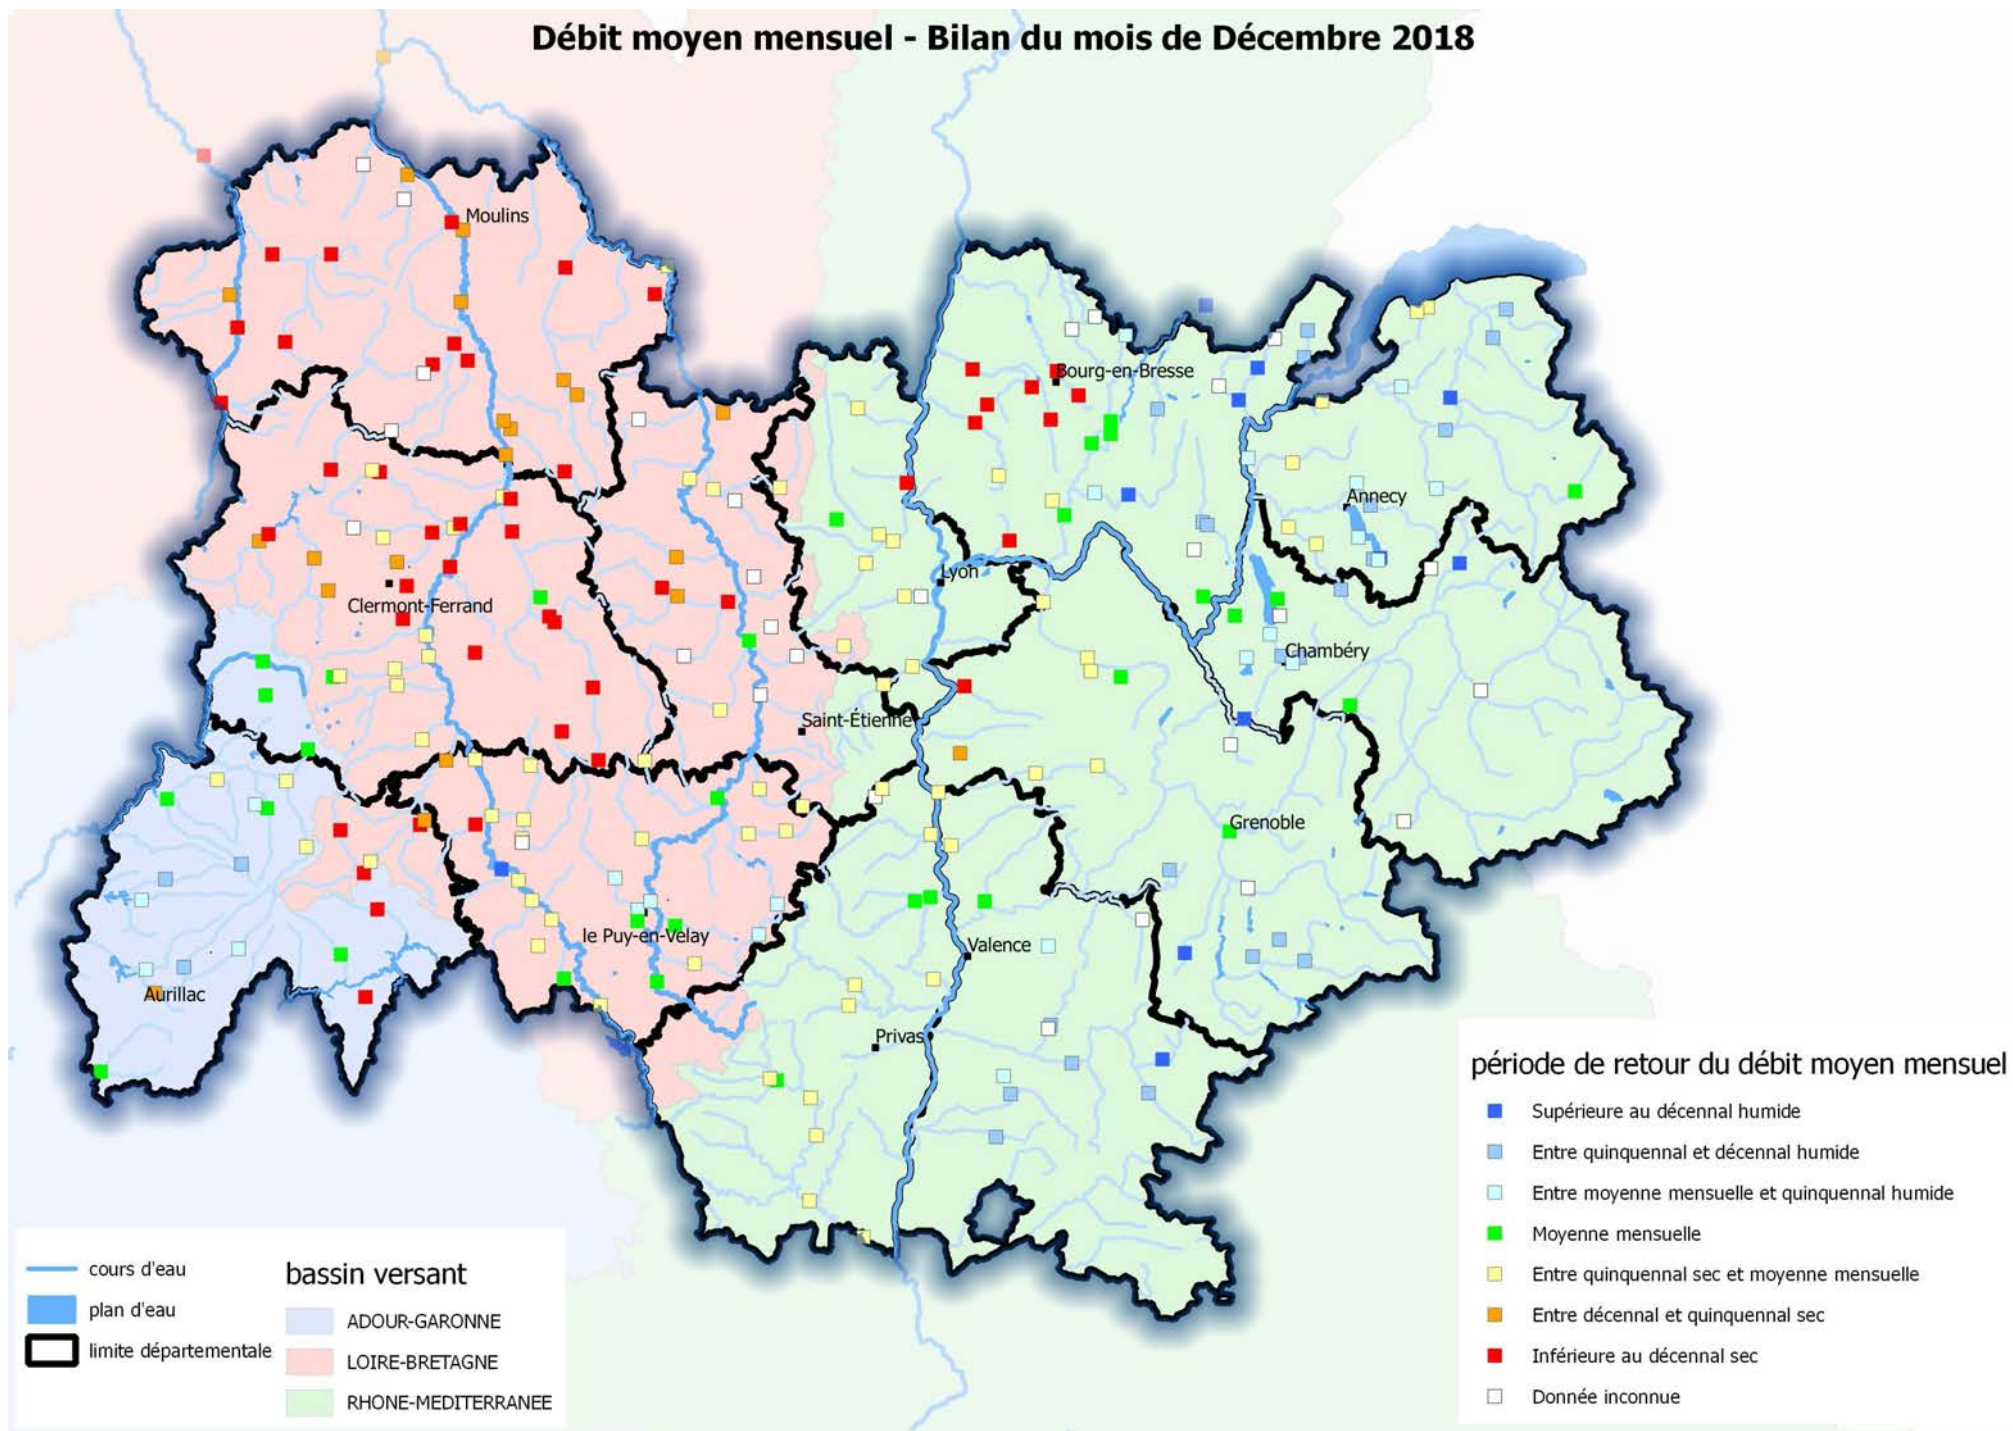 Débit moyen mensuel - Bilan du mois de Décembre 2018
Moulins
Bourg-en-Bresse
Annecy
Lyon
Clermont-Ferrand
Chambéry
Saint-Étienne
Grenoble
le Puy-en-Velay
Valence
Aurillac
Privas
cours d'eau
plan d'eau
limite départementale
bassin versant
ADOUR-GARONNE
LOIRE-BRETAGNE
RHONE-MEDITERRANEE
période de retour du débit moyen mensuel
Supérieure au décennal humide
Entre quinquennal et décennal humide
Entre moyenne mensuelle et quinquennal humide
Moyenne mensuelle
Entre quinquennal sec et moyenne mensuelle
Entre décennal et quinquennal sec
Inférieure au décennal sec
Donnée inconnue